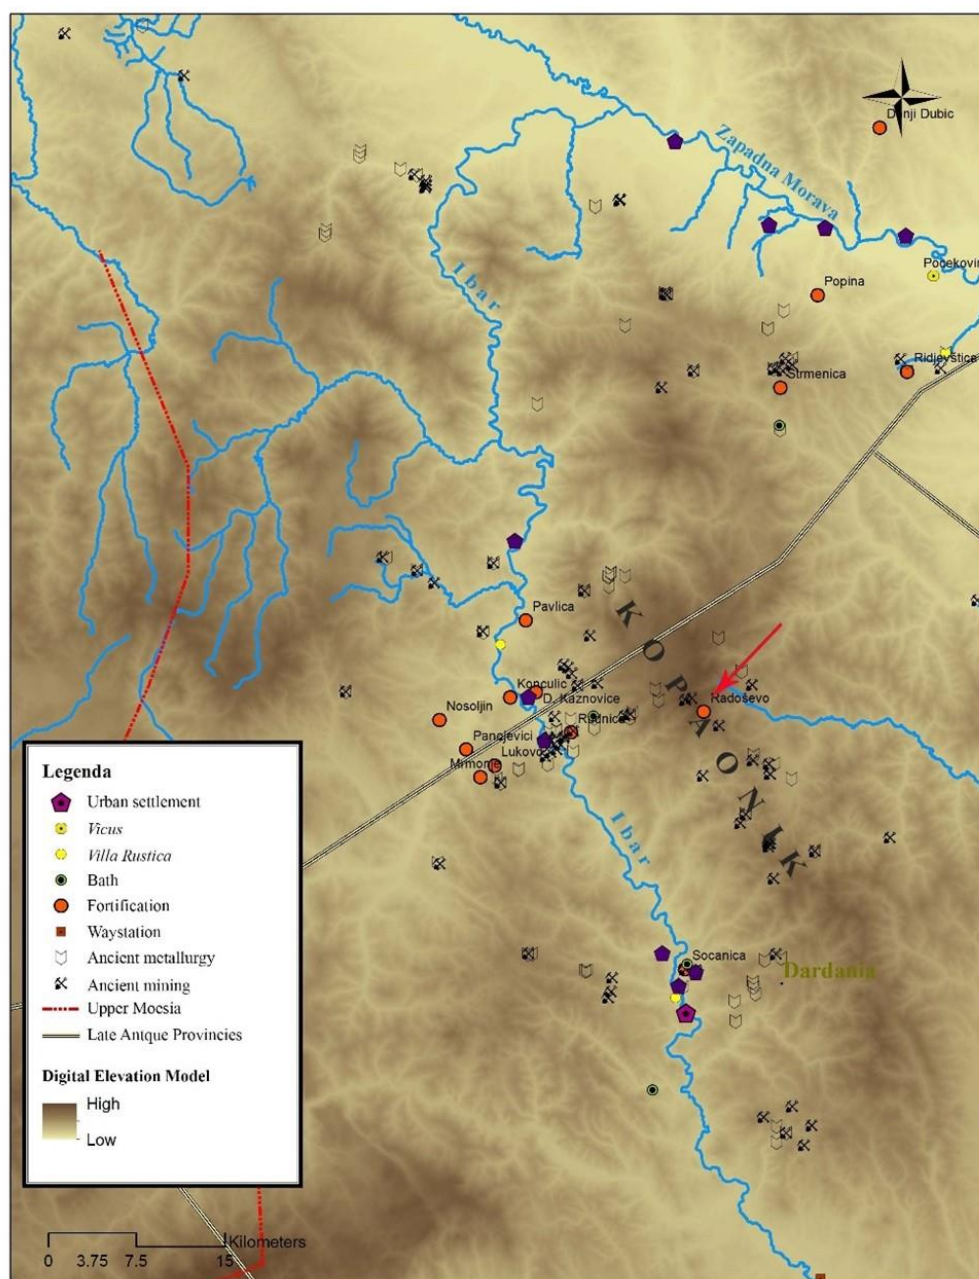 Donji Dubic
Zapadna Morava
Pocekovin
Popina
Ibar
Ridjevštice
Strmenica
KOPAONIK
Pavlica
Konculic
D. Kaznovice
Radoševo
Nosoljin
Rudnica
Panojevici
Lukovo
Mrmonje
Ibar
Socanica
Dardania
Legenda
Urban settlement
Vicus
Villa Rustica
Bath
Fortification
Waystation
Ancient metallurgy
Ancient mining
Upper Moesia
Late Antque Provincies
Digital Elevation Model
High
Low
Kilometers
0 3.75 7.5 15